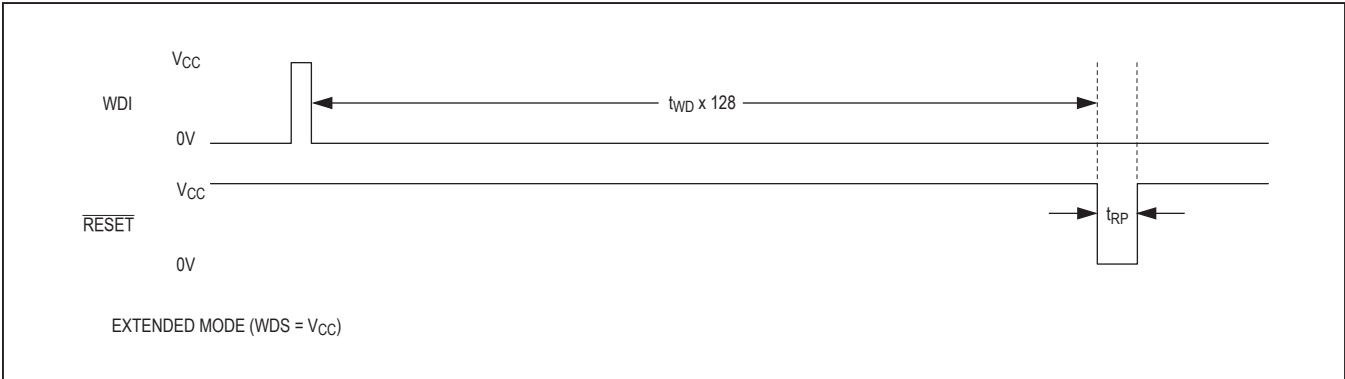 VCC
WDI
tWD x 128
0V
VCC
RESET
tRP
0V
EXTENDED MODE (WDS = VCC)